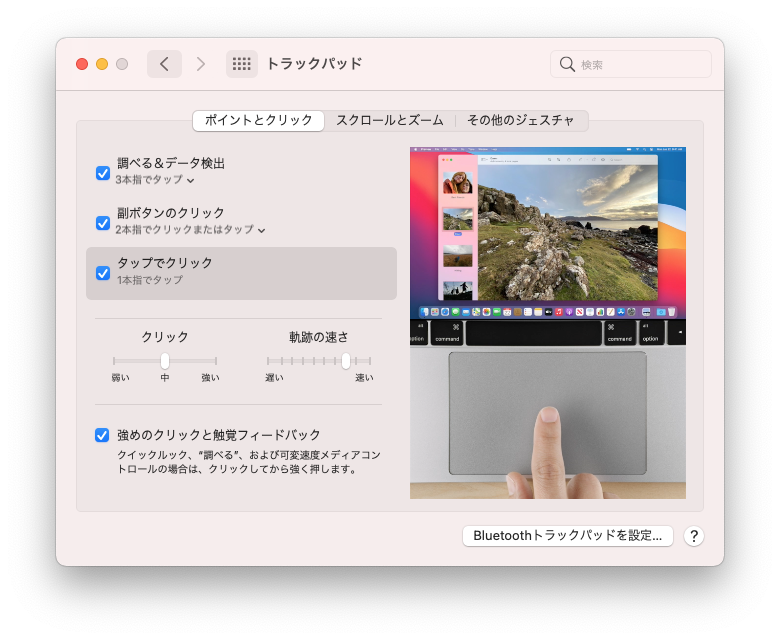 トラックパッド
検索
ポイントとクリック
スクロールとズーム
その他のジェスチャ
調べる＆データ検出
3本指でタップ
副ボタンのクリック
2本指でクリックまたはタップ
タップでクリック
1本指でタップ
クリック
軌跡の速さ
弱い
中
強い
遅い
速い
強めのクリックと触覚フィードバック
クイックルック、“調べる”、および可変速度メディアコン
トロールの場合は、クリックしてから強く押します。
alt
option
⌘
command
⌘
command
alt
option
Bluetoothトラックパッドを設定...
?